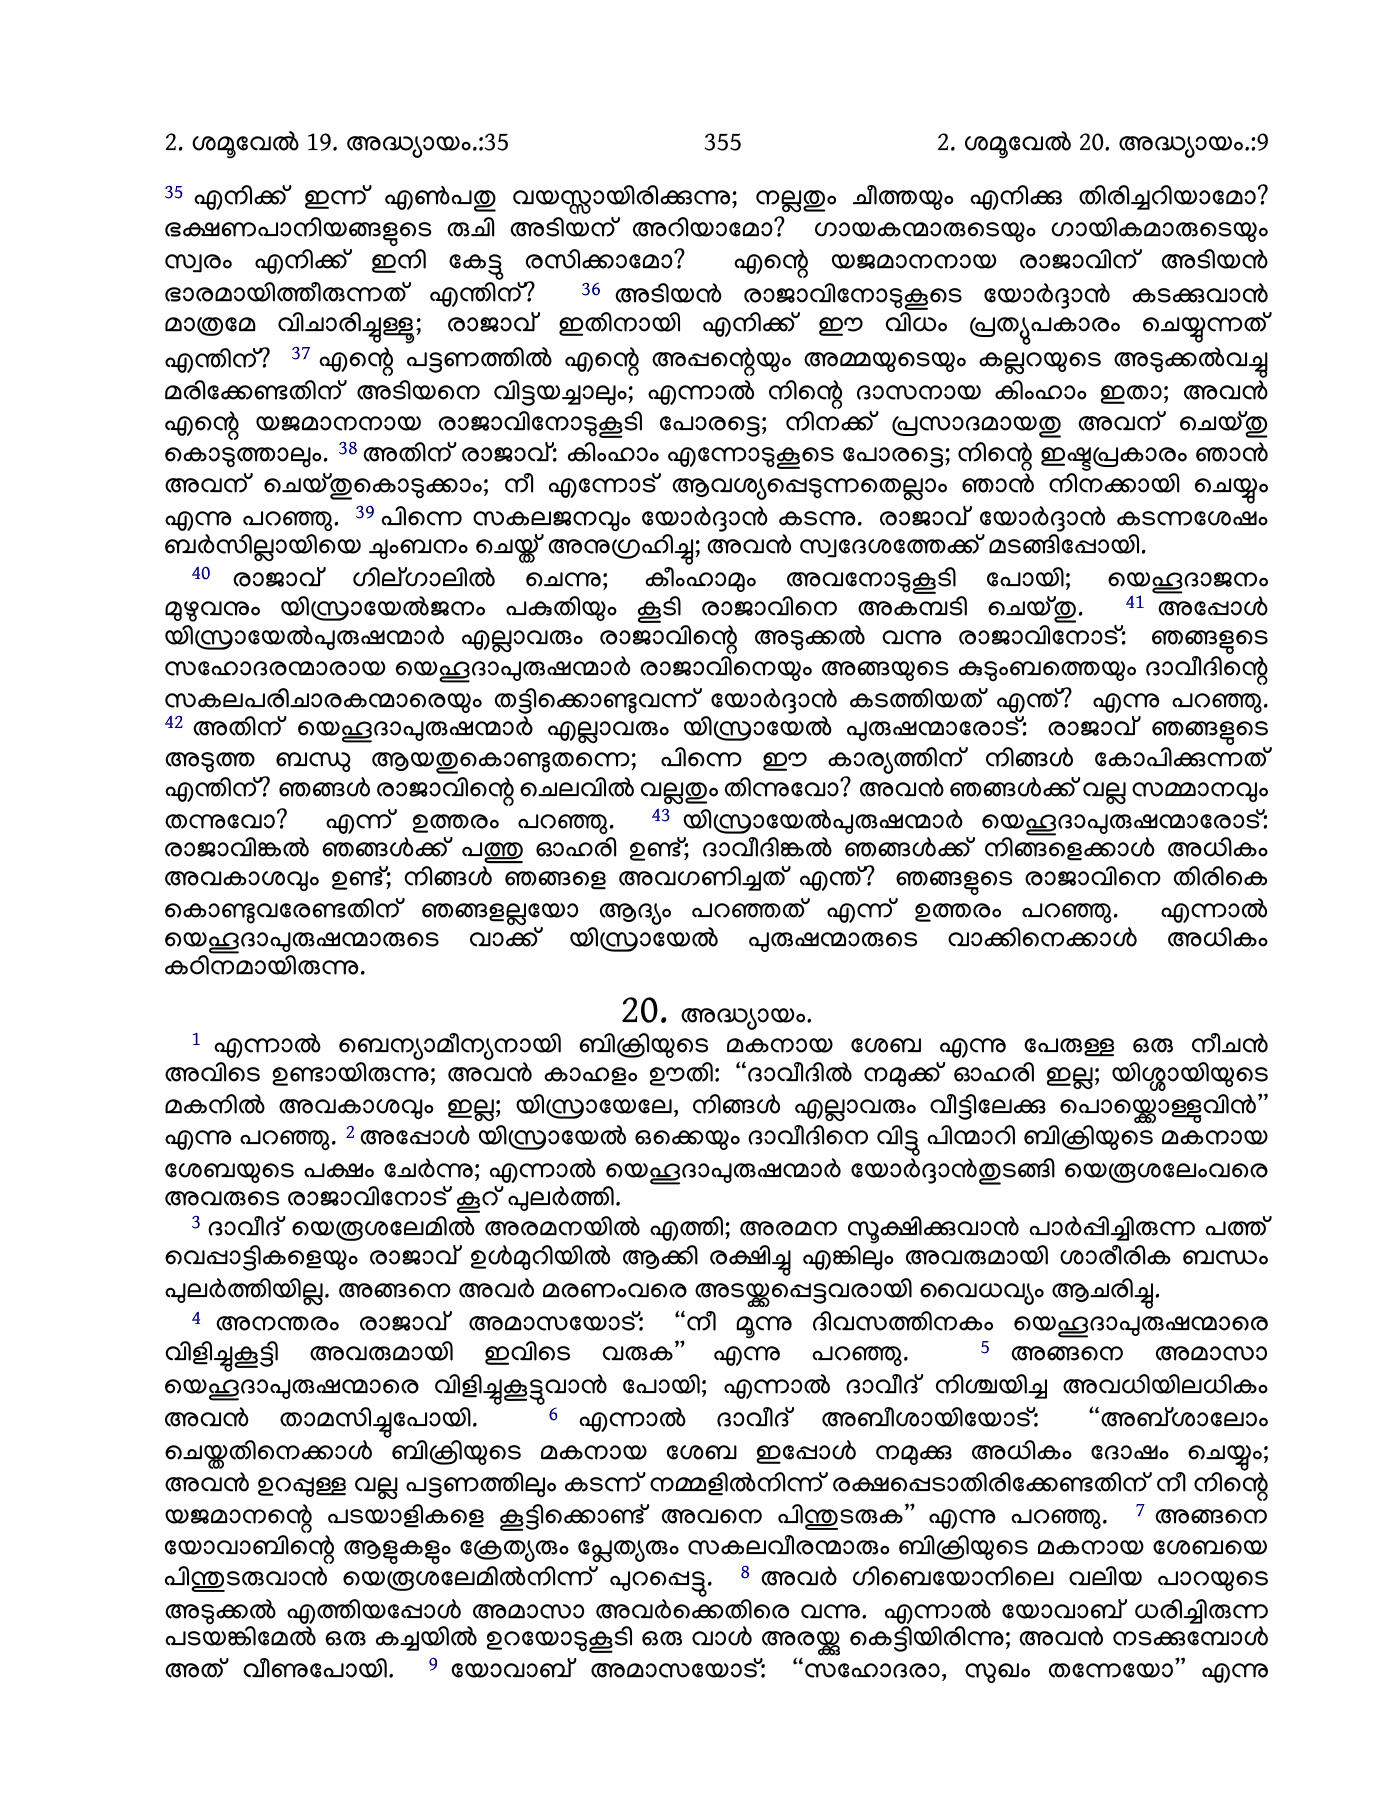 2. ശമൂവേൽ 19. അദ്ധ്യായം.:35 355 2. ശമൂവേൽ 20. അദ്ധ്യായം.:9
35 എനിക്ക് ഇന്ന് എൺപതു വയസ്സായിരിക്കുന്നു; നല്ലതും ചീത്തയും എനിക്കു തിരിച്ചറിയാമോ?
ഭക്ഷണപാനിയങ്ങളുടെ രുചി അടിയന് അറിയാമോ? ഗായകന്മാരുടെയും ഗായികമാരുടെയും
സ്വരം എനിക്ക് ഇനി കേട്ടു രസിക്കാമോ? എന്റെ യജമാനനായ രാജാവിന് അടിയൻ
ഭാരമായിത്തീരുന്നത് എന്തിന്? 36 അടിയൻ രാജാവിനോടുകൂടെ യോർദ്ദാൻ കടക്കുവാൻ
മാത്രമേ വിചാരിച്ചുള്ളൂ; രാജാവ് ഇതിനായി എനിക്ക് ഈ വിധം പ്രത്യുപകാരം ചെയ്യുന്നത്
എന്തിന്? 37 എന്റെ പട്ടണത്തിൽ എന്റെ അപ്പന്റെയും അമ്മയുടെയും കല്ലറയുടെ അടുക്കൽവച്ചു
മരിക്കേണ്ടതിന് അടിയനെ വിട്ടയച്ചാലും; എന്നാൽ നിന്റെ ദാസനായ കിംഹാം ഇതാ; അവൻ
എന്റെ യജമാനനായ രാജാവിനോടുകൂടി പോരട്ടെ; നിനക്ക് പ്രസാദമായതു അവന് ചെയ്തു
കൊടുത്താലും. 38 അതിന് രാജാവ്: കിംഹാം എന്നോടുകൂടെ പോരട്ടെ; നിന്റെ ഇഷ്ടപ്രകാരം ഞാൻ
അവന് ചെയ്തുകൊടുക്കാം; നീ എന്നോട് ആവശ്യപ്പെടുന്നതെല്ലാം ഞാൻ നിനക്കായി ചെയ്യും
എന്നു പറഞ്ഞു. 39 പിന്നെ സകലജനവും യോർദ്ദാൻ കടന്നു. രാജാവ് യോർദ്ദാൻ കടന്നശേഷം
ബർസില്ലായിയെ ചുംബനം ചെയ്ത് അനുഗ്രഹിച്ചു; അവൻ സ്വദേശത്തേക്ക് മടങ്ങിപ്പോയി.
40 രാജാവ് ഗില്ഗാലിൽ ചെന്നു; കീംഹാമും അവനോടുകൂടി പോയി; യെഹൂദാജനം
മുഴുവനും യിസ്രായേൽജനം പകുതിയും കൂടി രാജാവിനെ അകമ്പടി ചെയ്തു. 41 അപ്പോൾ
യിസ്രായേൽപുരുഷന്മാർ എല്ലാവരും രാജാവിന്റെ അടുക്കൽ വന്നു രാജാവിനോട്: ഞങ്ങളുടെ
സഹോദരന്മാരായ യെഹൂദാപുരുഷന്മാർ രാജാവിനെയും അങ്ങയുടെ കുടുംബത്തെയും ദാവീദിന്റെ
സകലപരിചാരകന്മാരെയും തട്ടിക്കൊണ്ടുവന്ന് യോർദ്ദാൻ കടത്തിയത് എന്ത്? എന്നു പറഞ്ഞു.
42 അതിന് യെഹൂദാപുരുഷന്മാർ എല്ലാവരും യിസ്രായേൽ പുരുഷന്മാരോട്: രാജാവ് ഞങ്ങളുടെ
അടുത്ത ബന്ധു ആയതുകൊണ്ടുതന്നെ; പിന്നെ ഈ കാര്യത്തിന് നിങ്ങൾ കോപിക്കുന്നത്
എന്തിന്? ഞങ്ങൾ രാജാവിന്റെ ചെലവിൽ വല്ലതും തിന്നുവോ? അവൻ ഞങ്ങൾക്ക് വല്ല സമ്മാനവും
തന്നുവോ? എന്ന് ഉത്തരം പറഞ്ഞു. 43 യിസ്രായേൽപുരുഷന്മാർ യെഹൂദാപുരുഷന്മാരോട്:
രാജാവിങ്കൽ ഞങ്ങൾക്ക് പത്തു ഓഹരി ഉണ്ട്; ദാവീദിങ്കൽ ഞങ്ങൾക്ക് നിങ്ങളെക്കാൾ അധികം
അവകാശവും ഉണ്ട്; നിങ്ങൾ ഞങ്ങളെ അവഗണിച്ചത് എന്ത്? ഞങ്ങളുടെ രാജാവിനെ തിരികെ
കൊണ്ടുവരേണ്ടതിന് ഞങ്ങളല്ലയോ ആദ്യം പറഞ്ഞത് എന്ന് ഉത്തരം പറഞ്ഞു. എന്നാൽ
യെഹൂദാപുരുഷന്മാരുടെ വാക്ക് യിസ്രായേൽ പുരുഷന്മാരുടെ വാക്കിനെക്കാൾ അധികം
കഠിനമായിരുന്നു.
20. അദ്ധ്യായം.
1 എന്നാൽ ബെന്യാമീന്യനായി ബിക്രിയുടെ മകനായ ശേബ എന്നു പേരുള്ള ഒരു നീചൻ
അവിടെ ഉണ്ടായിരുന്നു; അവൻ കാഹളം ഊതി: “ദാവീദിൽ നമുക്ക് ഓഹരി ഇല്ല; യിശ്ശായിയുടെ
മകനിൽ അവകാശവും ഇല്ല; യിസ്രായേലേ, നിങ്ങൾ എല്ലാവരും വീട്ടിലേക്കു പൊയ്ക്കൊള്ളുവിൻ”
എന്നു പറഞ്ഞു. 2 അപ്പോൾ യിസ്രായേൽ ഒക്കെയും ദാവീദിനെ വിട്ടു പിന്മാറി ബിക്രിയുടെ മകനായ
ശേബയുടെ പക്ഷം ചേർന്നു; എന്നാൽ യെഹൂദാപുരുഷന്മാർ യോർദ്ദാൻതുടങ്ങി യെരൂശലേംവരെ
അവരുടെ രാജാവിനോട് കൂറ് പുലർത്തി.
3 ദാവീദ് യെരൂശലേമിൽ അരമനയിൽ എത്തി; അരമന സൂക്ഷിക്കുവാൻ പാർപ്പിച്ചിരുന്ന പത്ത്
വെപ്പാട്ടികളെയും രാജാവ് ഉൾമുറിയിൽ ആക്കി രക്ഷിച്ചു എങ്കിലും അവരുമായി ശാരീരിക ബന്ധം
പുലർത്തിയില്ല. അങ്ങനെ അവർ മരണംവരെ അടയ്ക്കപ്പെട്ടവരായി വൈധവ്യം ആചരിച്ചു.
4 അനന്തരം രാജാവ് അമാസയോട്: “നീ മൂന്നു ദിവസത്തിനകം യെഹൂദാപുരുഷന്മാരെ
വിളിച്ചുകൂട്ടി അവരുമായി ഇവിടെ വരുക” എന്നു പറഞ്ഞു. 5 അങ്ങനെ അമാസാ
യെഹൂദാപുരുഷന്മാരെ വിളിച്ചുകൂട്ടുവാൻ പോയി; എന്നാൽ ദാവീദ് നിശ്ചയിച്ച അവധിയിലധികം
അവൻ താമസിച്ചുപോയി. 6 എന്നാൽ ദാവീദ് അബീശായിയോട്: “അബ്ശാലോം
ചെയ്തതിനെക്കാൾ ബിക്രിയുടെ മകനായ ശേബ ഇപ്പോൾ നമുക്കു അധികം ദോഷം ചെയ്യും;
അവൻ ഉറപ്പുള്ള വല്ല പട്ടണത്തിലും കടന്ന് നമ്മളിൽനിന്ന് രക്ഷപ്പെടാതിരിക്കേണ്ടതിന് നീ നിന്റെ
യജമാനന്റെ പടയാളികളെ കൂട്ടിക്കൊണ്ട് അവനെ പിന്തുടരുക” എന്നു പറഞ്ഞു. 7 അങ്ങനെ
യോവാബിന്റെ ആളുകളും ക്രേത്യരും പ്ലേത്യരും സകലവീരന്മാരും ബിക്രിയുടെ മകനായ ശേബയെ
പിന്തുടരുവാൻ യെരൂശലേമിൽനിന്ന് പുറപ്പെട്ടു. 8 അവർ ഗിബെയോനിലെ വലിയ പാറയുടെ
അടുക്കൽ എത്തിയപ്പോൾ അമാസാ അവർക്കെതിരെ വന്നു. എന്നാൽ യോവാബ് ധരിച്ചിരുന്ന
പടയങ്കിമേൽ ഒരു കച്ചയിൽ ഉറയോടുകൂടി ഒരു വാൾ അരയ്ക്കു കെട്ടിയിരിന്നു; അവൻ നടക്കുമ്പോൾ
അത് വീണുപോയി. 9 യോവാബ് അമാസയോട്: “സഹോദരാ, സുഖം തന്നേയോ” എന്നു